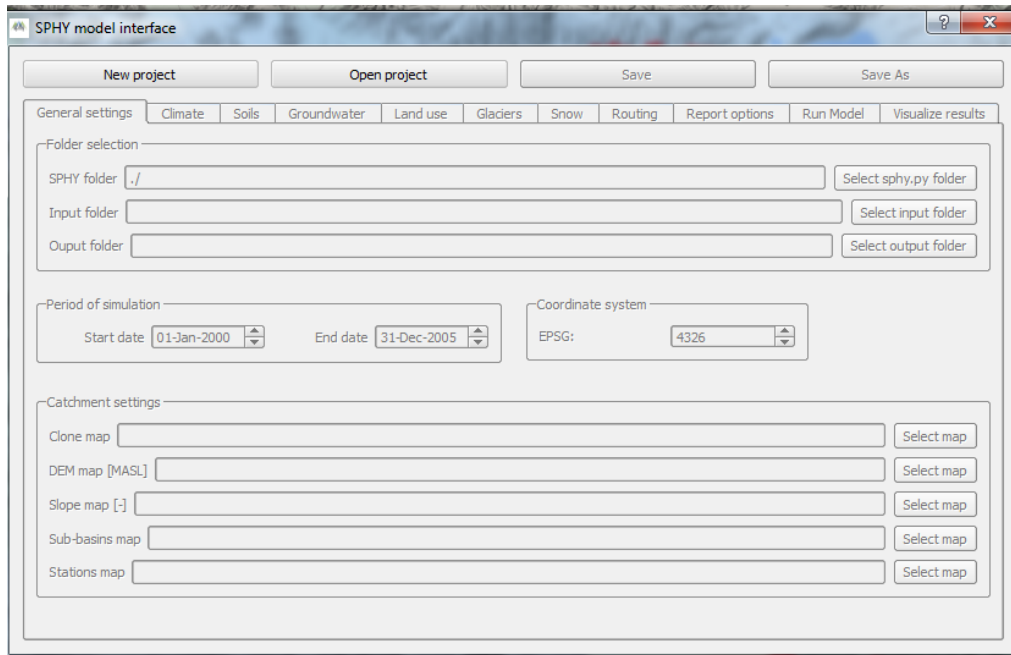 SPHY model interface
?
New project Open project Save Save As
General settings Climate Soils Groundwater Land use Glaciers Snow Routing Report options Run Model Visualize results
Folder selection
SPHY folder ./ Select sphy.py folder
Input folder Select input folder
Ouput folder Select output folder
Period of simulation Coordinate system
Start date 01-Jan-2000 End date 31-Dec-2005 EPSG: 4326
Catchment settings
Clone map Select map
DEM map [MASL] Select map
Slope map [-] Select map
Sub-basins map Select map
Stations map Select map